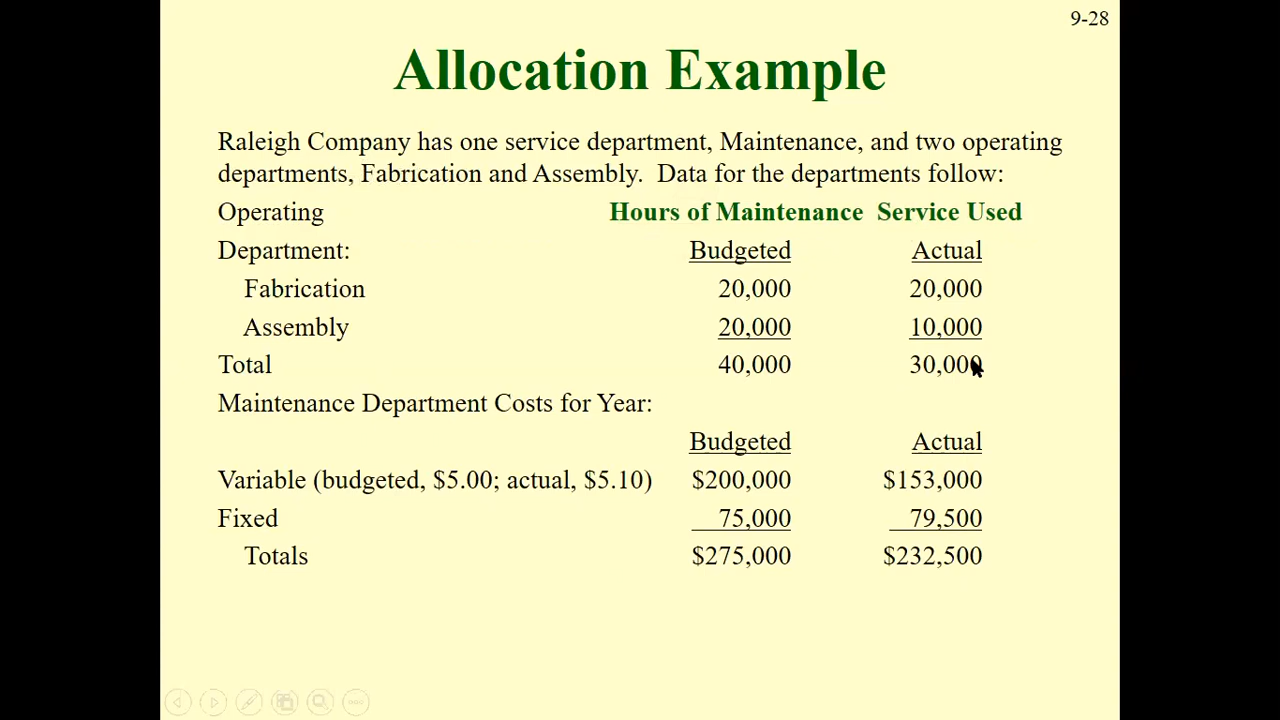 9-28
Allocation Example
Raleigh Company has one service department, Maintenance, and two operating
departments, Fabrication and Assembly.  Data for the departments follow:
Operating Hours of Maintenance Service Used
Department: Budgeted Actual
Fabrication 20,000 20,000
Assembly 20,000 10,000
Total 40,000 30,000
Maintenance Department Costs for Year:
Budgeted Actual
Variable (budgeted, $5.00; actual, $5.10) $200,000 $153,000
Fixed 75,000 79,500
Totals $275,000 $232,500